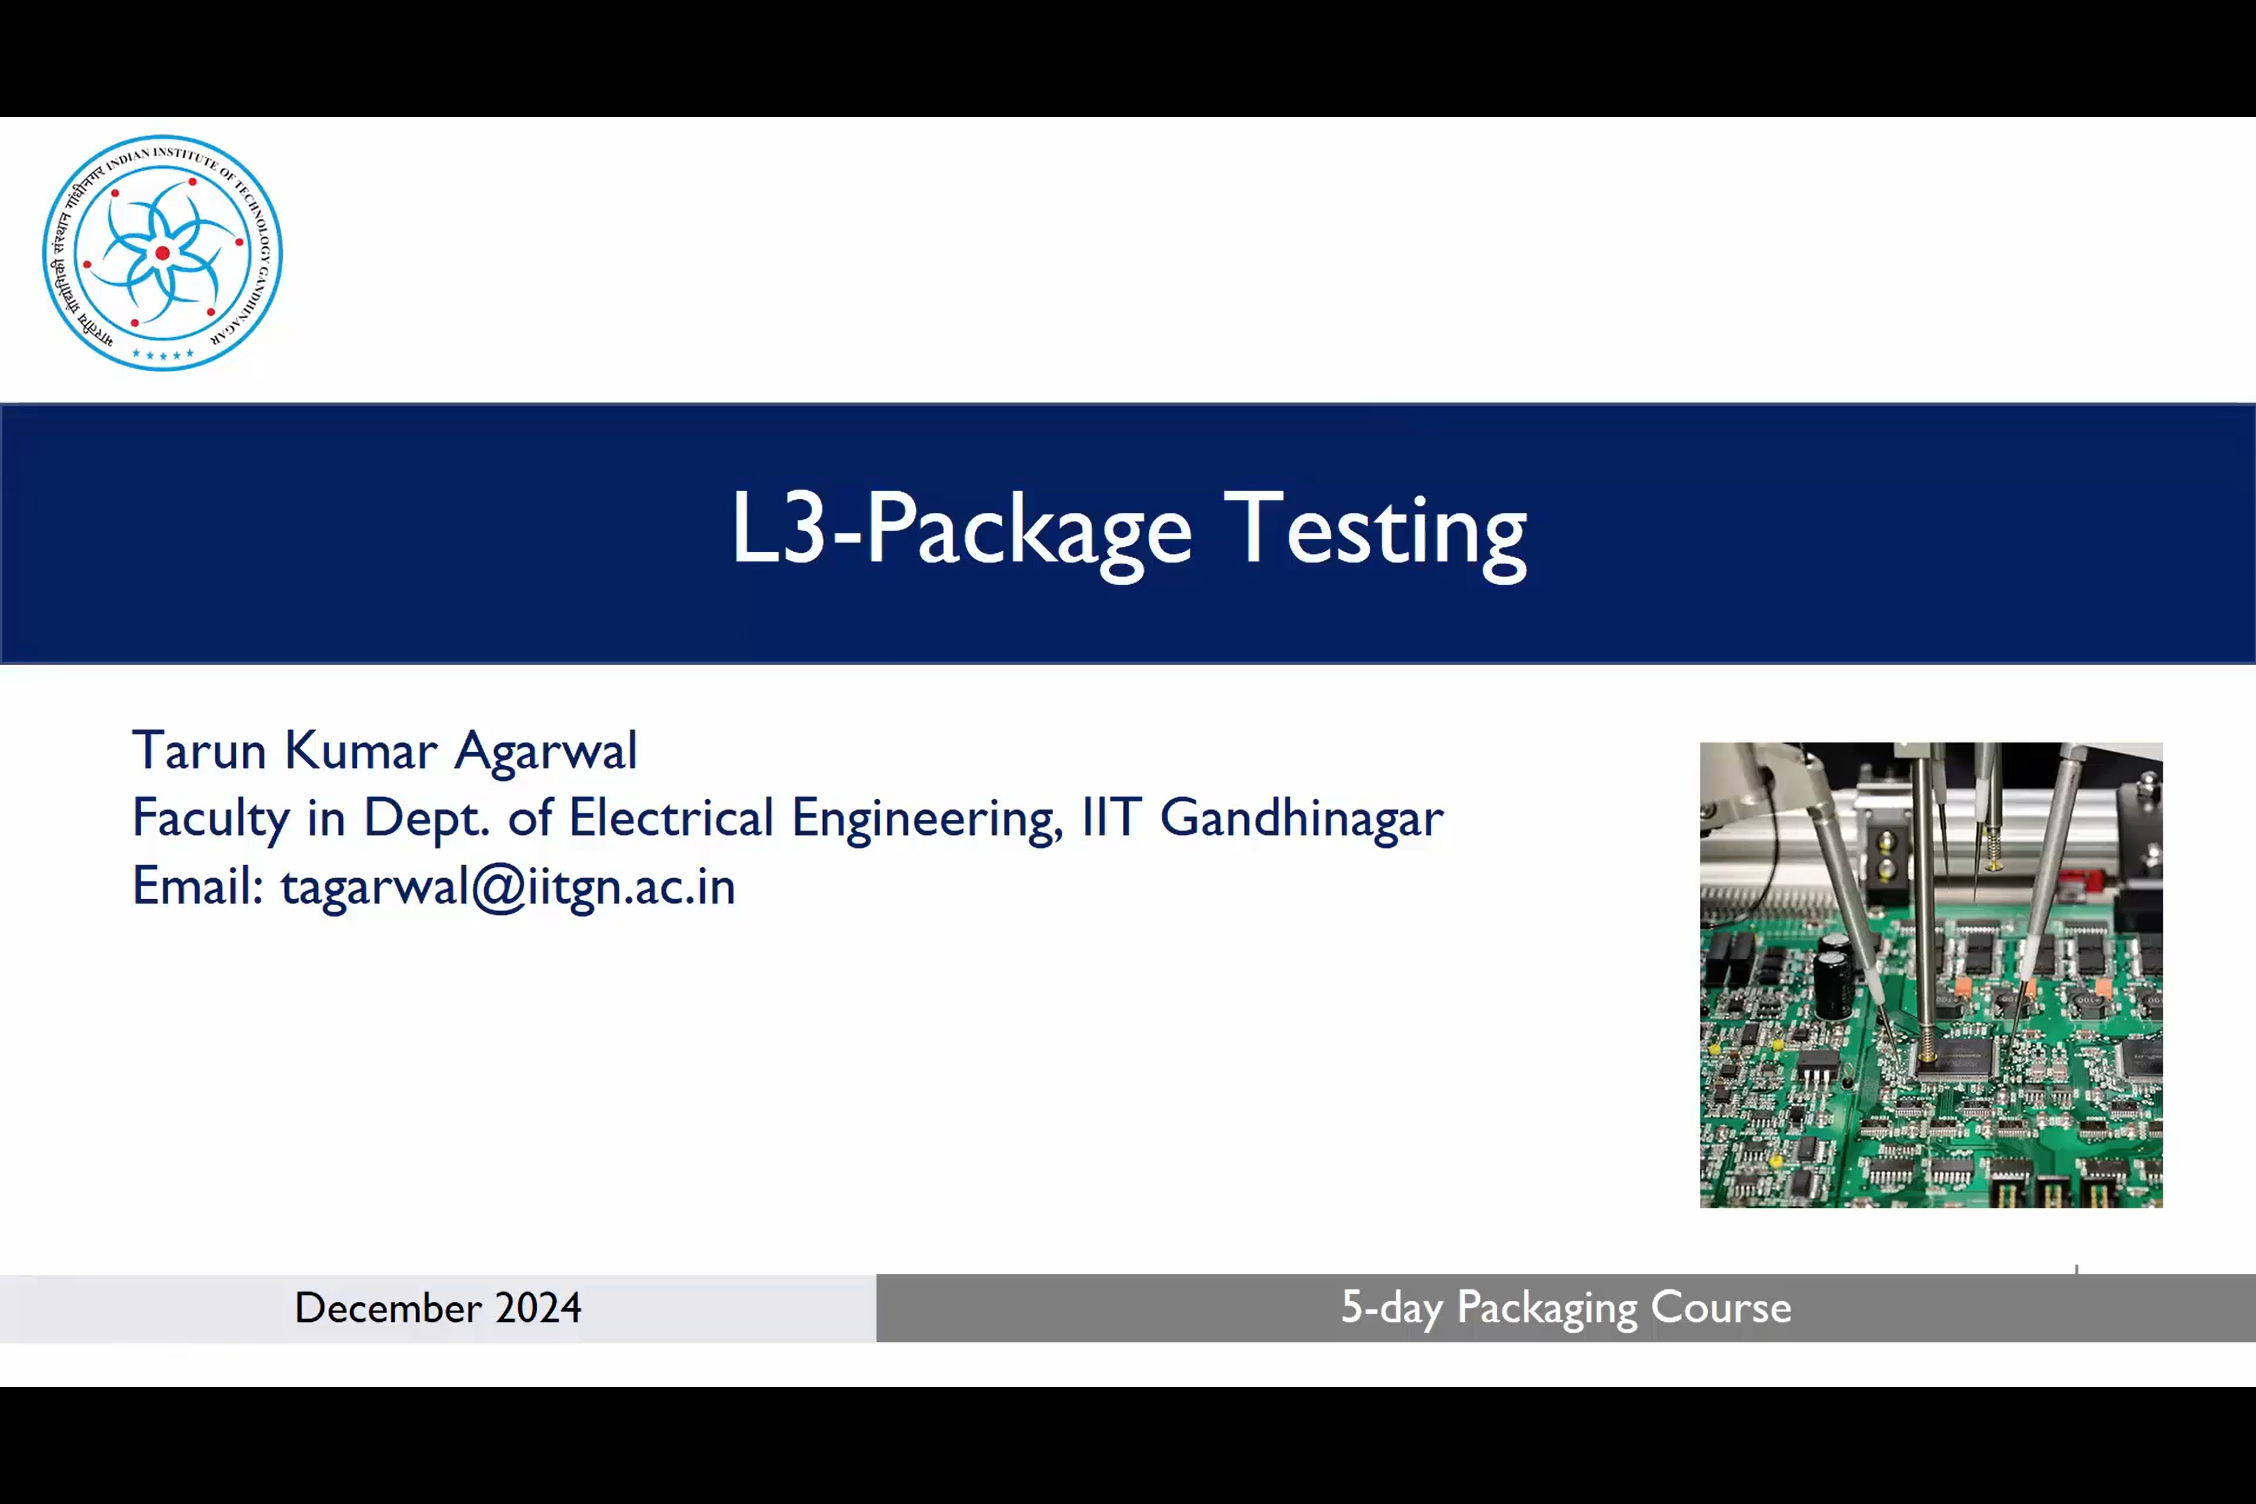 भारतीय प्रौद्योगिकी संस्थान गांधीनगर INDIAN INSTITUTE OF TECHNOLOGY GANDHINAGAR
L3-Package Testing
Tarun Kumar Agarwal
Faculty in Dept. of Electrical Engineering, IIT Gandhinagar
Email: tagarwal@iitgn.ac.in
December 2024
5-day Packaging Course